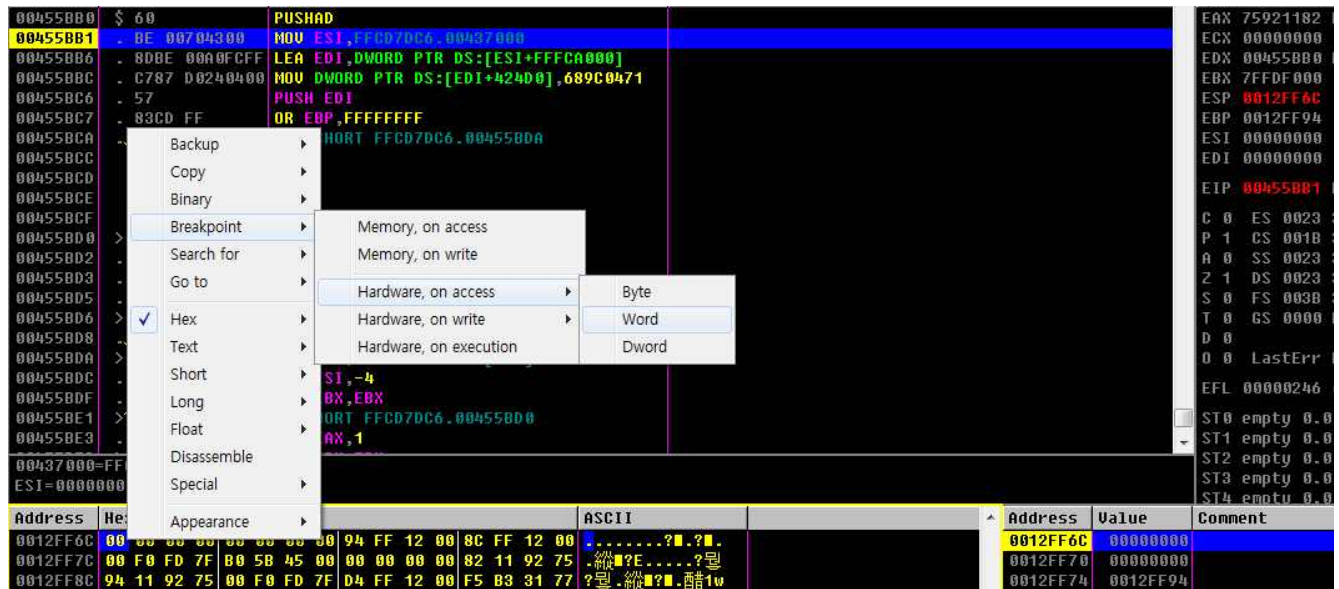 00455BB0 $ 60 PUSHAD
00455BB1 . BE 00704300 MOV ESI,FFCD7DC6.00437000
00455BB6 . 8DBE 00A0FCFF LEA EDI,DWORD PTR DS:[ESI+FFFCA000]
00455BBC . C787 D0240400 MOV DWORD PTR DS:[EDI+424D0],689C0471
00455BC6 . 57 PUSH EDI
00455BC7 . 83CD FF OR EBP,FFFFFFFF
00455BCA HORT FFCD7DC6.00455BDA
00455BCC
00455BCD
00455BCE
00455BCF
00455BD0 >
00455BD2 .
00455BD3 .
00455BD5 .
00455BD6 >
00455BD8 .
00455BDA >
00455BDC . SI,-4
00455BDF . BX,EBX
00455BE1 > ORT FFCD7DC6.00455BD0
00455BE3 . AX,1
Backup
Copy
Binary
Breakpoint
Search for
Go to
Hex
Text
Short
Long
Float
Disassemble
Special
Appearance
Memory, on access
Memory, on write
Hardware, on access
Hardware, on write
Hardware, on execution
Byte
Word
Dword
EAX 75921182
ECX 00000000
EDX 00455BB0
EBX 7FFDF000
ESP 0012FF6C
EBP 0012FF94
ESI 00000000
EDI 00000000
EIP 00455BB1
C 0 ES 0023
P 1 CS 001B
A 0 SS 0023
Z 1 DS 0023
S 0 FS 003B
T 0 GS 0000
D 0
O 0 LastErr
EFL 00000246
ST0 empty 0.0
ST1 empty 0.0
ST2 empty 0.0
ST3 empty 0.0
ST4 empty 0.0
00437000=FF
ESI=0000000
Address He ASCII
0012FF6C 00 00 00 00 00 00 00 00 94 FF 12 00 8C FF 12 00
0012FF7C 00 F0 FD 7F B0 5B 45 00 00 00 00 00 82 11 92 75
0012FF8C 94 11 92 75 00 F0 FD 7F D4 FF 12 00 F5 B3 31 77
Address Value Comment
0012FF6C 00000000
0012FF70 00000000
0012FF74 0012FF94